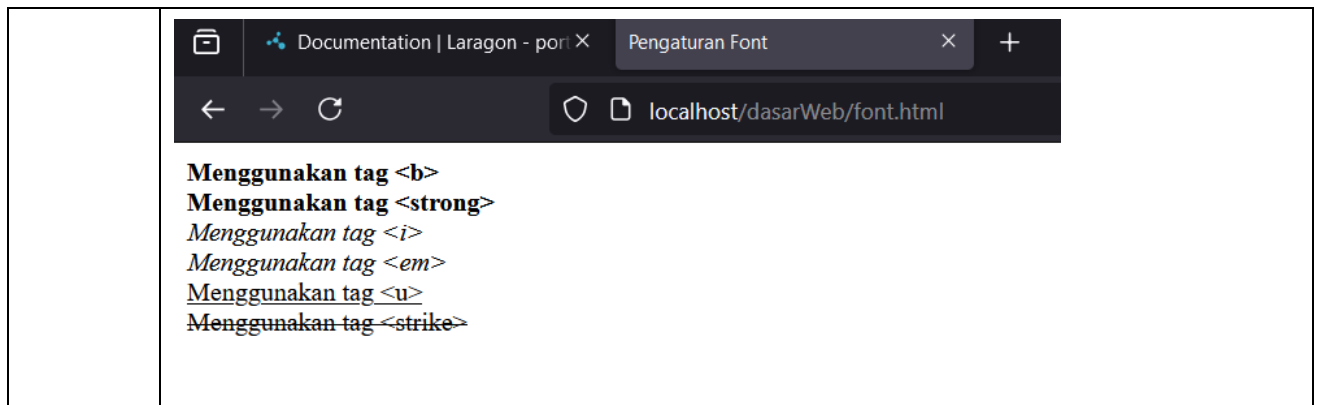 Documentation | Laragon - port
Pengaturan Font
localhost/dasarWeb/font.html
Menggunakan tag <b>
Menggunakan tag <strong>
Menggunakan tag <i>
Menggunakan tag <em>
Menggunakan tag <u>
Menggunakan tag <strike>